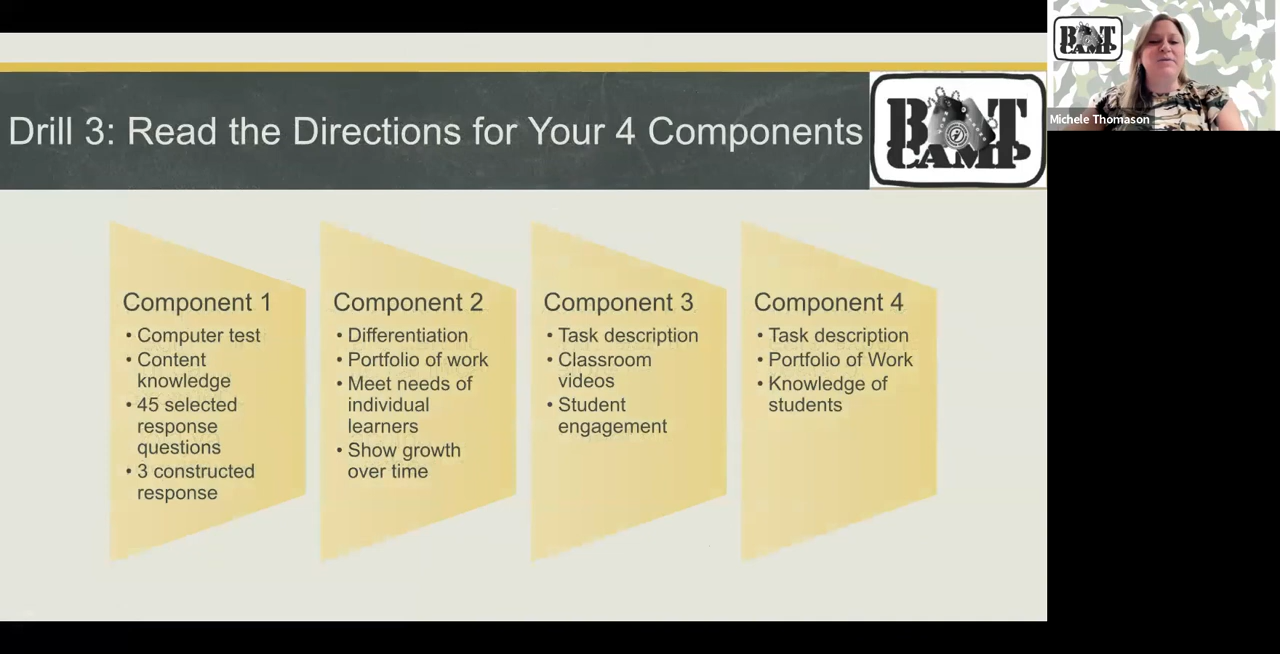 Drill 3: Read the Directions for Your 4 Components
BOOT
CAMP
BOOT
CAMP
Michele Thomason
Component 1
• Computer test
• Content
knowledge
• 45 selected
response
questions
• 3 constructed
response
Component 2
• Differentiation
• Portfolio of work
• Meet needs of
individual
learners
• Show growth
over time
Component 3
• Task description
• Classroom
videos
• Student
engagement
Component 4
• Task description
• Portfolio of Work
• Knowledge of
students